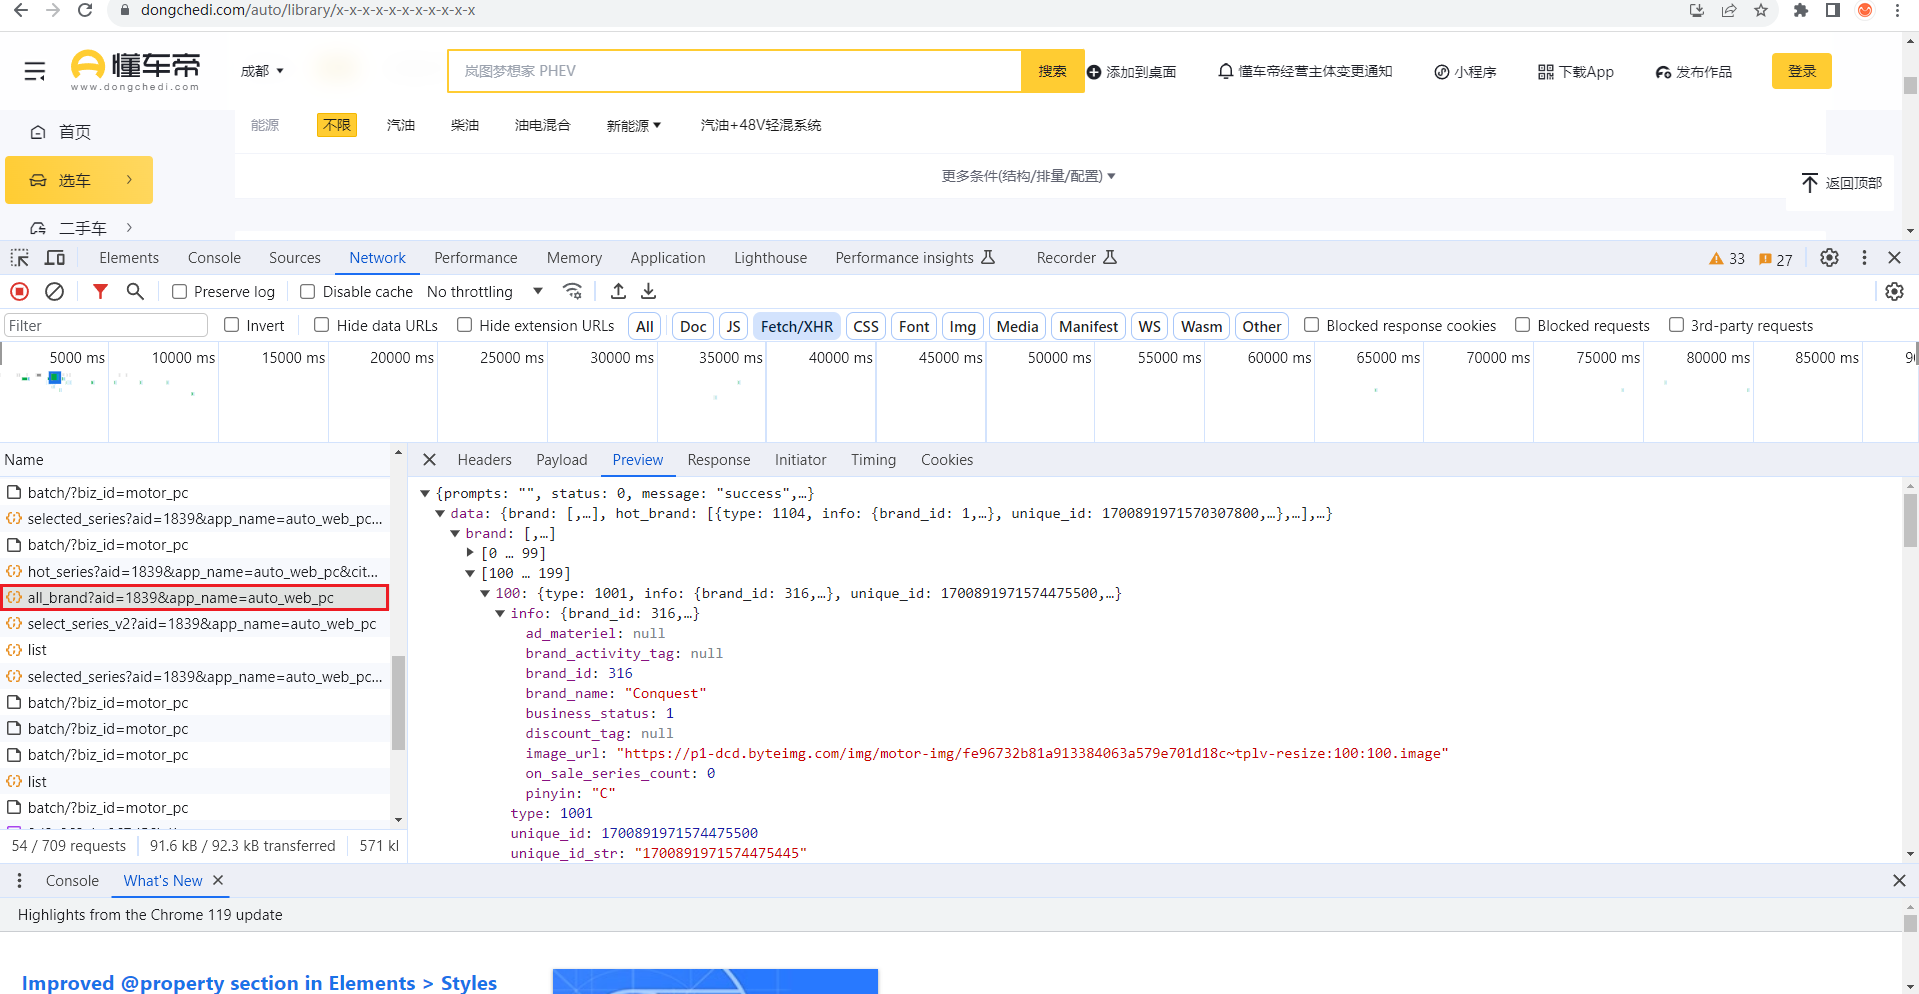 dongchedi.com/auto/library/x-x-x-x-x-x-x-x-x-x-x
懂车帝
www.dongchedi.com
成都
岚图梦想家 PHEV
搜索
添加到桌面
懂车帝经营主体变更通知
小程序
下载App
发布作品
登录
首页
能源 不限 汽油 柴油 油电混合 新能源 汽油+48V轻混系统
选车
更多条件(结构/排量/配置)
返回顶部
二手车
Elements Console Sources Network Performance Memory Application Lighthouse Performance insights Recorder 33 27
Preserve log Disable cache No throttling
Filter Invert Hide data URLs Hide extension URLs All Doc JS Fetch/XHR CSS Font Img Media Manifest WS Wasm Other Blocked response cookies Blocked requests 3rd-party requests
5000 ms 10000 ms 15000 ms 20000 ms 25000 ms 30000 ms 35000 ms 40000 ms 45000 ms 50000 ms 55000 ms 60000 ms 65000 ms 70000 ms 75000 ms 80000 ms 85000 ms
Name
batch/?biz_id=motor_pc
selected_series?aid=1839&app_name=auto_web_pc...
batch/?biz_id=motor_pc
hot_series?aid=1839&app_name=auto_web_pc&cit...
all_brand?aid=1839&app_name=auto_web_pc
select_series_v2?aid=1839&app_name=auto_web_pc
list
selected_series?aid=1839&app_name=auto_web_pc...
batch/?biz_id=motor_pc
batch/?biz_id=motor_pc
batch/?biz_id=motor_pc
list
batch/?biz_id=motor_pc
54 / 709 requests 91.6 kB / 92.3 kB transferred 571 kl
Headers Payload Preview Response Initiator Timing Cookies
{prompts: "", status: 0, message: "success",…}
data: {brand: [,…], hot_brand: [{type: 1104, info: {brand_id: 1,…}, unique_id: 1700891971570307800,…},…],…}
brand: [,…]
[0 … 99]
[100 … 199]
100: {type: 1001, info: {brand_id: 316,…}, unique_id: 1700891971574475500,…}
info: {brand_id: 316,…}
ad_materiel: null
brand_activity_tag: null
brand_id: 316
brand_name: "Conquest"
business_status: 1
discount_tag: null
image_url: "https://p1-dcd.byteimg.com/img/motor-img/fe96732b81a913384063a579e701d18c~tplv-resize:100:100.image"
on_sale_series_count: 0
pinyin: "C"
type: 1001
unique_id: 1700891971574475500
unique_id_str: "1700891971574475445"
Console What's New
Highlights from the Chrome 119 update
Improved @property section in Elements > Styles